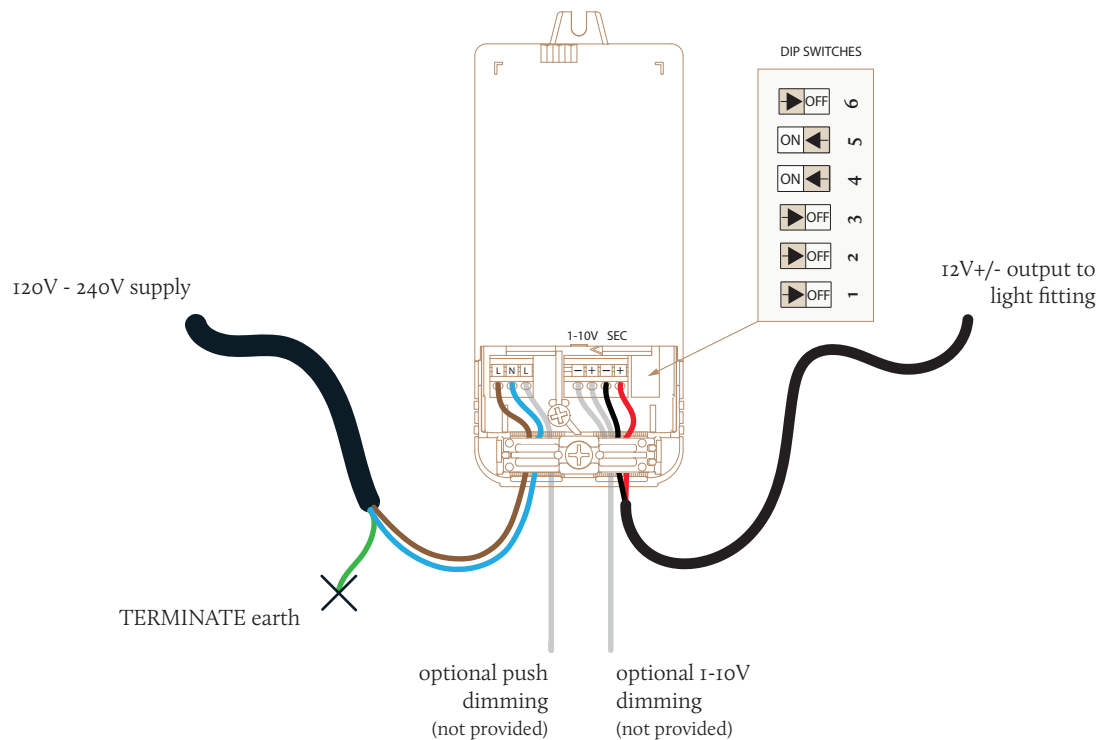 DIP SWITCHES
OFF 6
ON 5
ON 4
OFF 3
OFF 2
OFF 1
120V - 240V supply
12V+/- output to
light fitting
1-10V SEC
L N L − + − +
TERMINATE earth
optional push
dimming
(not provided)
optional 1-10V
dimming
(not provided)